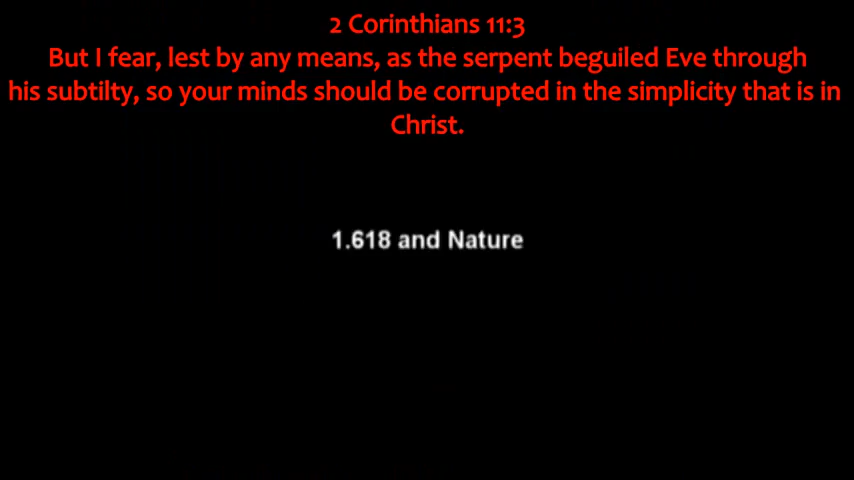 2 Corinthians 11:3
But I fear, lest by any means, as the serpent beguiled Eve through
his subtilty, so your minds should be corrupted in the simplicity that is in
Christ.
1.618 and Nature